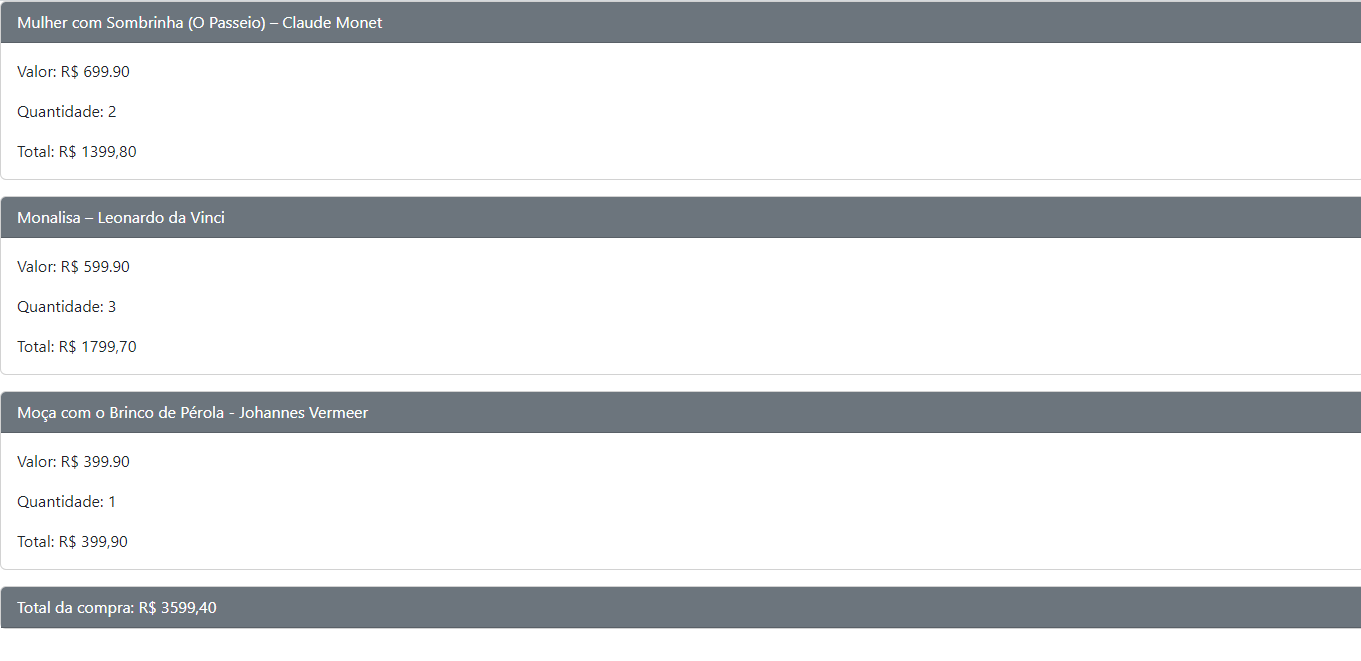 Mulher com Sombrinha (O Passeio) – Claude Monet
Valor: R$ 699.90
Quantidade: 2
Total: R$ 1399,80
Monalisa – Leonardo da Vinci
Valor: R$ 599.90
Quantidade: 3
Total: R$ 1799,70
Moça com o Brinco de Pérola - Johannes Vermeer
Valor: R$ 399.90
Quantidade: 1
Total: R$ 399,90
Total da compra: R$ 3599,40